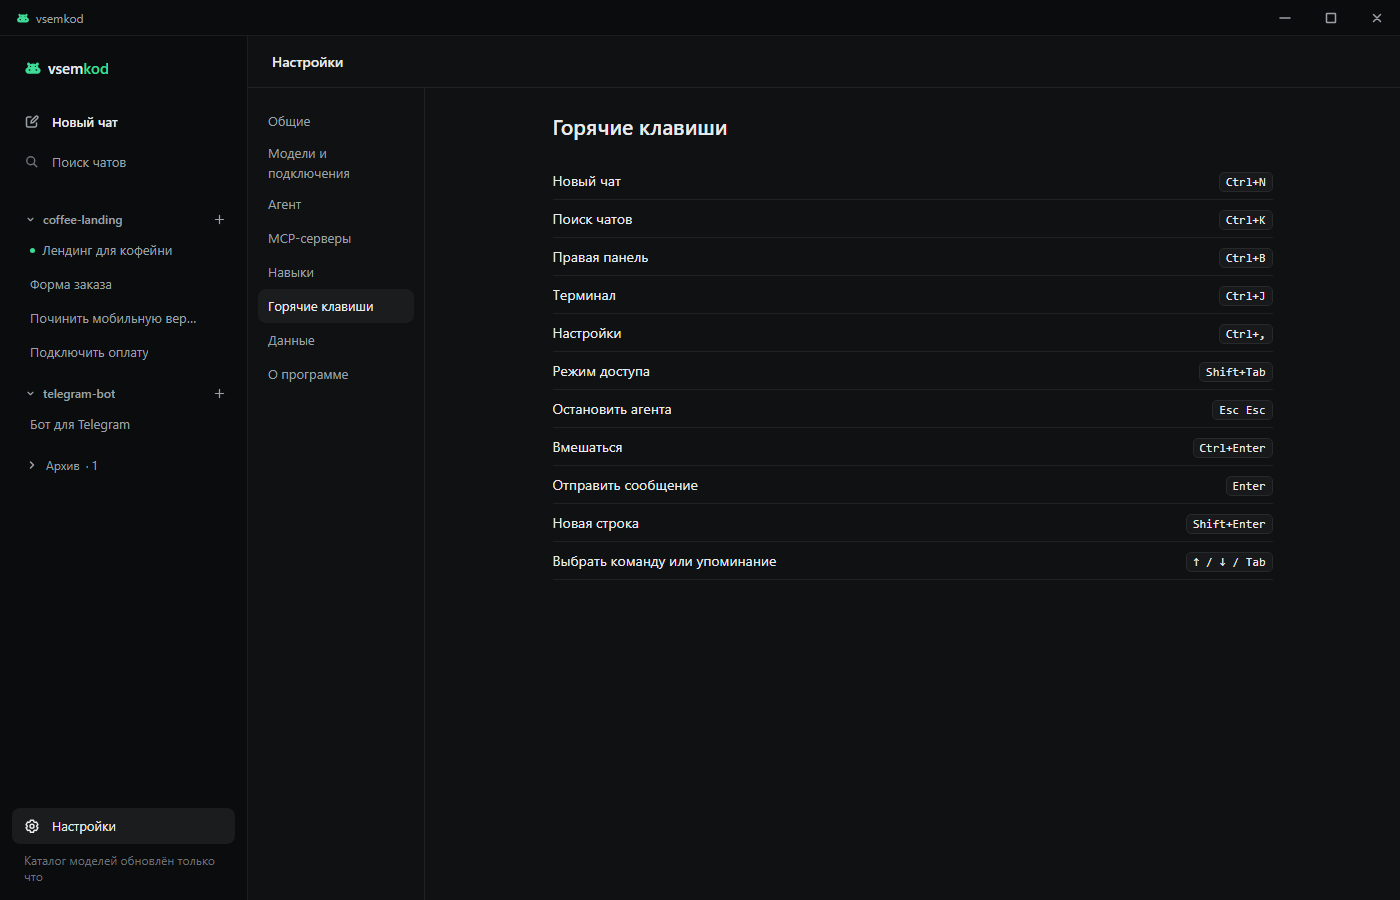 vsemkod
vsemkod
Новый чат
Поиск чатов
coffee-landing
Лендинг для кофейни
Форма заказа
Починить мобильную вер...
Подключить оплату
telegram-bot
Бот для Telegram
Архив · 1
Настройки
Каталог моделей обновлён только
что
Настройки
Общие
Модели и
подключения
Агент
MCP-серверы
Навыки
Горячие клавиши
Данные
О программе
Горячие клавиши
Новый чат Ctrl+N
Поиск чатов Ctrl+K
Правая панель Ctrl+B
Терминал Ctrl+J
Настройки Ctrl+,
Режим доступа Shift+Tab
Остановить агента Esc Esc
Вмешаться Ctrl+Enter
Отправить сообщение Enter
Новая строка Shift+Enter
Выбрать команду или упоминание ↑ / ↓ / Tab